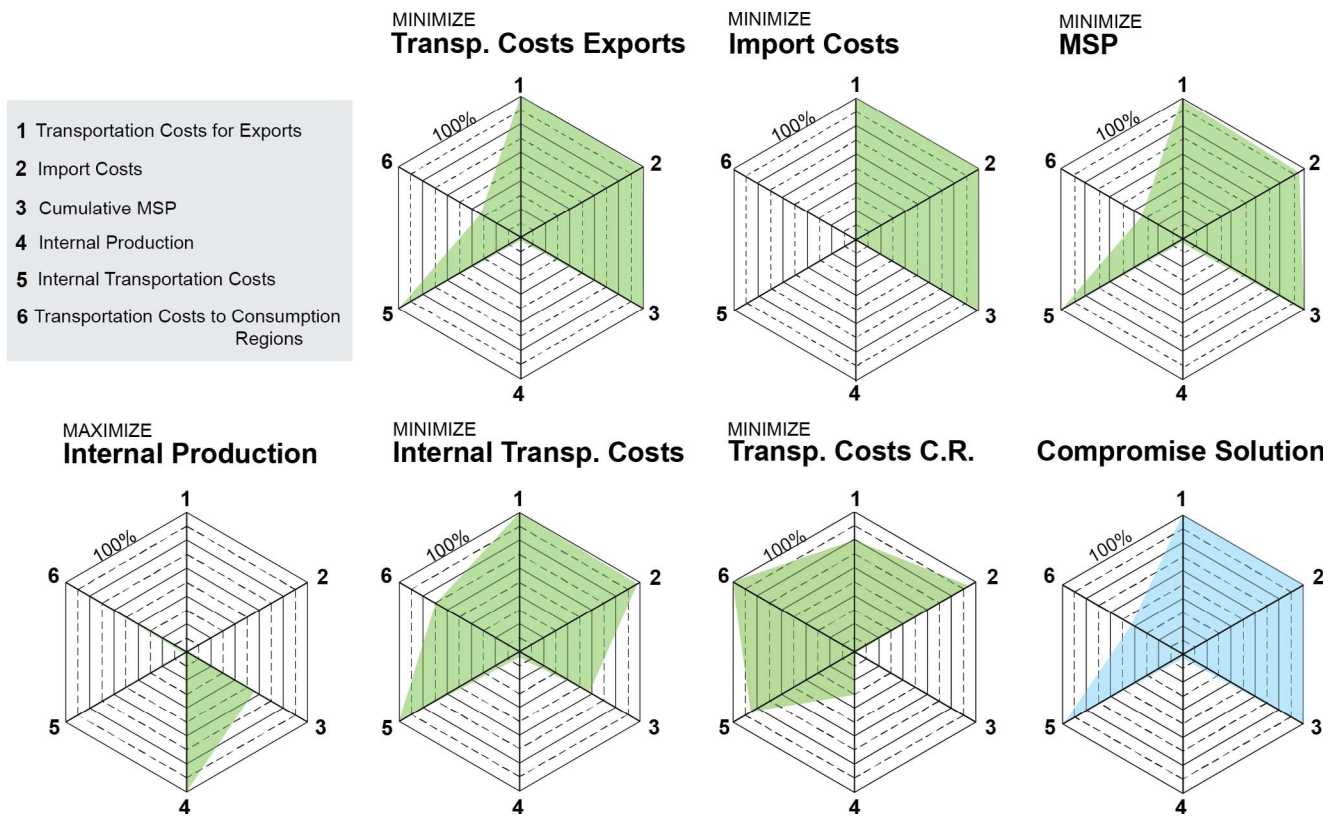 MINIMIZE
Transp. Costs Exports
MINIMIZE
Import Costs
MINIMIZE
MSP
1 Transportation Costs for Exports
2 Import Costs
3 Cumulative MSP
4 Internal Production
5 Internal Transportation Costs
6 Transportation Costs to Consumption
Regions
1
100%
6
2
5
3
4
1
100%
6
2
5
3
4
1
100%
6
2
5
3
4
MAXIMIZE
Internal Production
MINIMIZE
Internal Transp. Costs
MINIMIZE
Transp. Costs C.R.
Compromise Solution
1
100%
6
2
5
3
4
1
100%
6
2
5
3
4
1
100%
6
2
5
3
4
1
100%
6
2
5
3
4